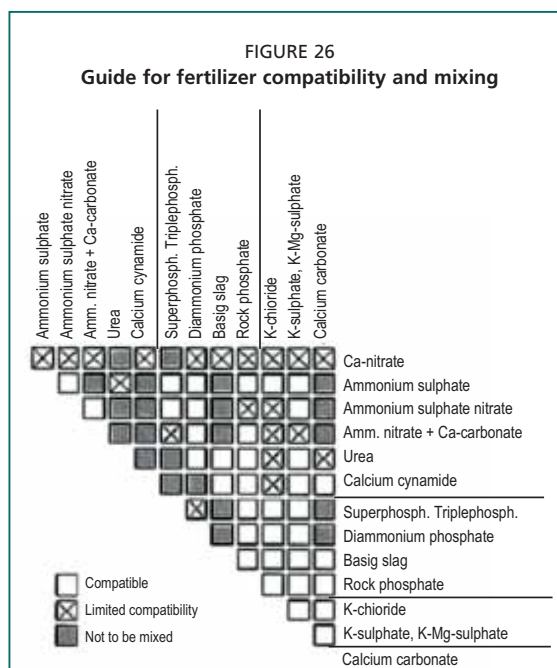 FIGURE 26
Guide for fertilizer compatibility and mixing
Ammonium sulphate
Ammonium sulphate nitrate
Amm. nitrate + Ca-carbonate
Urea
Calcium cynamide
Superphosph. Triplephosph.
Diammonium phosphate
Basig slag
Rock phosphate
K-chioride
K-sulphate, K-Mg-sulphate
Calcium carbonate
Ca-nitrate
Ammonium sulphate
Ammonium sulphate nitrate
Amm. nitrate + Ca-carbonate
Urea
Calcium cynamide
Superphosph. Triplephosph.
Diammonium phosphate
Basig slag
Rock phosphate
K-chioride
K-sulphate, K-Mg-sulphate
Calcium carbonate
Compatible
Limited compatibility
Not to be mixed